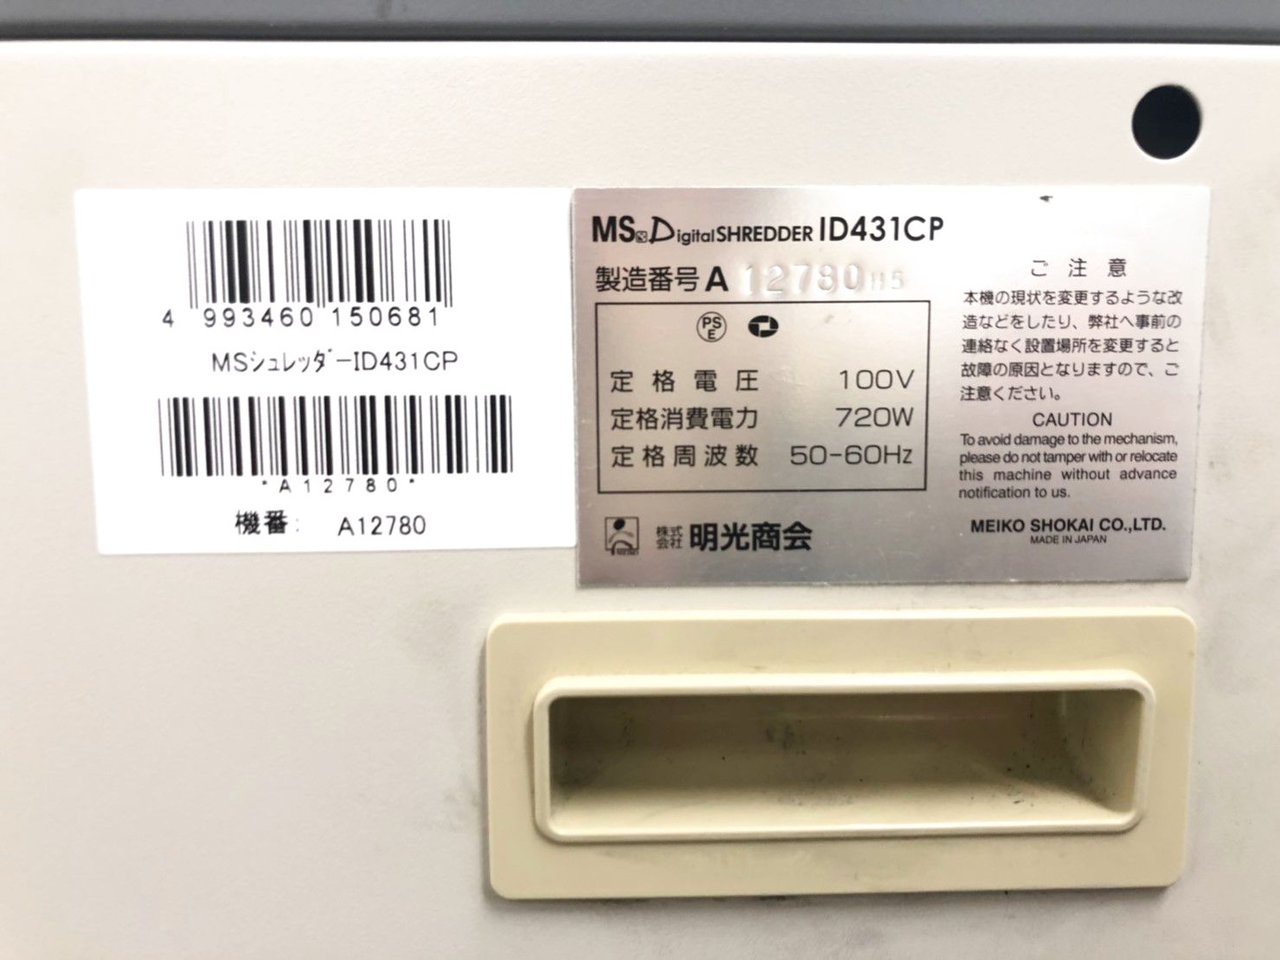 4 993460 150681
MSシュレッダーID431CP
*A12780*
機番: A12780
MS DigitalSHREDDER ID431CP
製造番号 A 12780 H5
PS
E
定格電圧 100V
定格消費電力 720W
定格周波数 50-60Hz
株式会社 明光商会
ご注意
本機の現状を変更するような改
造などをしたり、弊社へ事前の
連絡なく設置場所を変更すると
故障の原因となりますので、ご
注意ください。
CAUTION
To avoid damage to the mechanism,
please do not tamper with or relocate
this machine without advance
notification to us.
MEIKO SHOKAI CO.,LTD.
MADE IN JAPAN